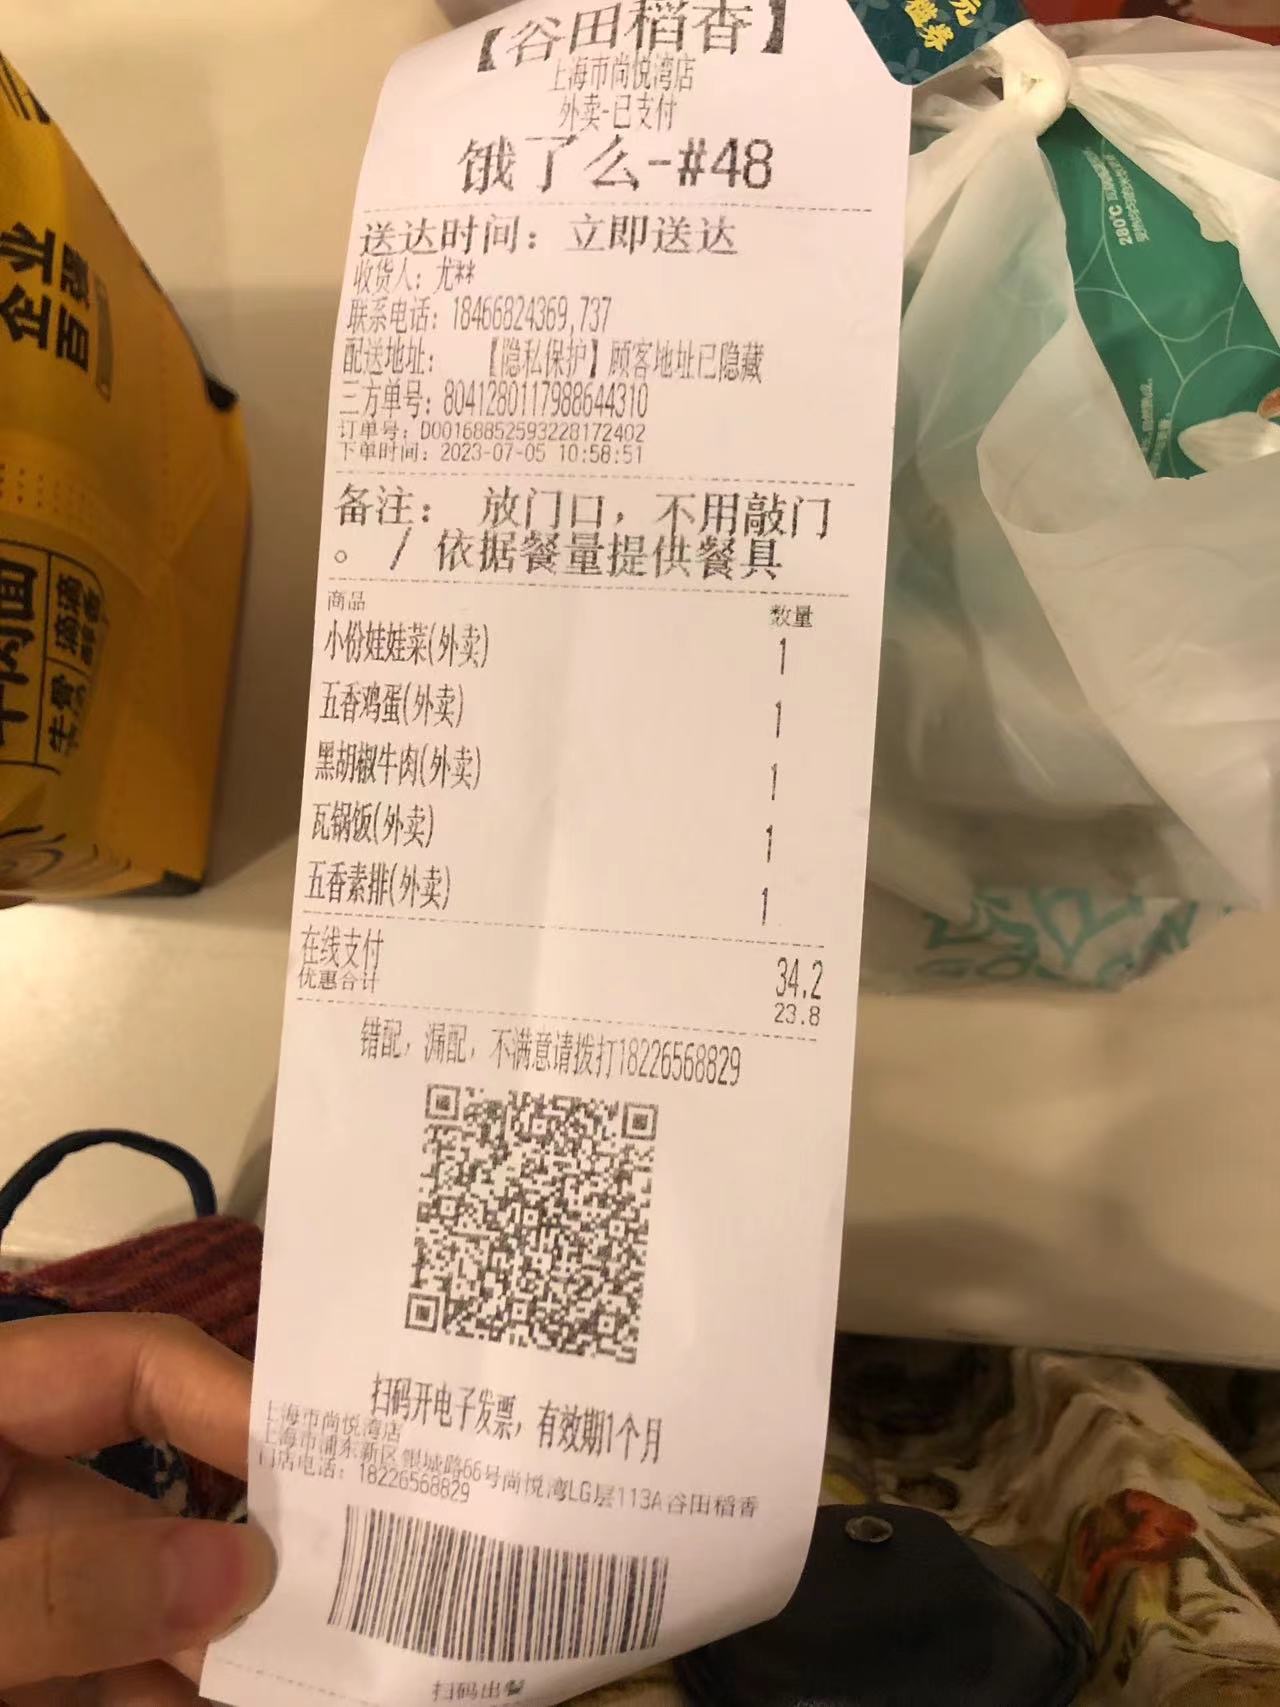 【谷田稻香】
上海市尚悦湾店
外卖-已支付
饿了么-#48
送达时间：立即送达
收货人：尤**
联系电话：18466824369,737
配送地址： 【隐私保护】顾客地址已隐藏
三方单号：8041280117988644310
订单号：D001688525932281​72402
下单时间：2023-07-05 10:58:51
备注： 放门口，不用敲门
。 / 依据餐量提供餐具
商品 数量
小份娃娃菜(外卖) 1
五香鸡蛋(外卖) 1
黑胡椒牛肉(外卖) 1
瓦锅饭(外卖) 1
五香素排(外卖) 1
在线支付 34.2
优惠合计 23.8
错配，漏配，不满意请拨打18226568829
扫码开电子发票，有效期1个月
上海市尚悦湾店
上海市浦东新区银城路66号尚悦湾LG层113A谷田稻香
门店电话：18226568829
扫码出餐
业
企
百强
280℃